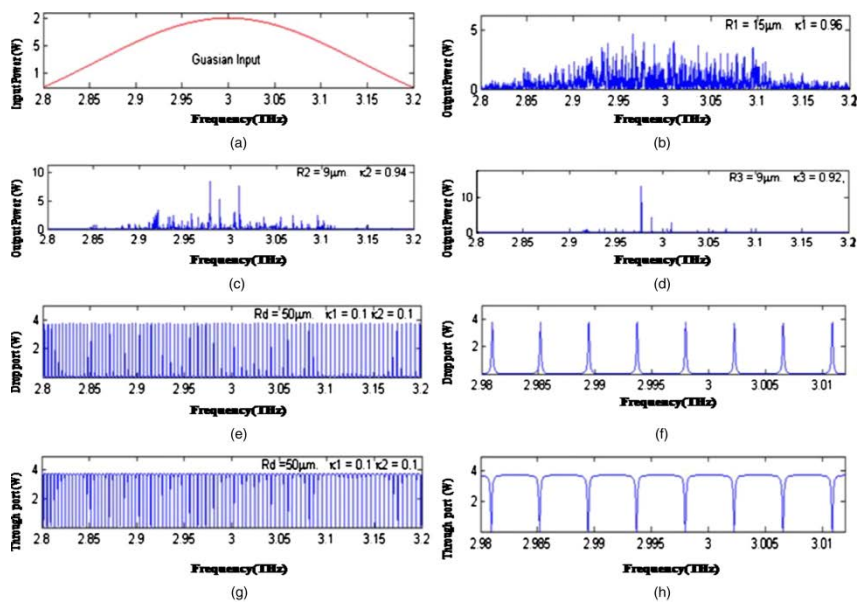 2
2
1
Input Power (W)
Guasian Input
2.8 2.85 2.9 2.95 3 3.05 3.1 3.15 3.2
Frequency(THz)
(a)
5
0
Output Power (W)
R1 = 15μm. κ1 = 0.96
2.8 2.85 2.9 2.95 3 3.05 3.1 3.15 3.2
Frequency(THz)
(b)
10
5
0
Output Power (W)
R2 = 9μm. κ2 = 0.94
2.8 2.85 2.9 2.95 3 3.05 3.1 3.15 3.2
Frequency(THz)
(c)
10
0
Output Power (W)
R3 = 9μm. κ3 = 0.92,
2.8 2.85 2.9 2.95 3 3.05 3.1 3.15 3.2
Frequency(THz)
(d)
4
2
Drop port (W)
Rd = 50μm. κ1 = 0.1 κ2 = 0.1
2.8 2.85 2.9 2.95 3 3.05 3.1 3.15 3.2
Frequency(THz)
(e)
4
2
Drop port (W)
2.98 2.985 2.99 2.995 3 3.005 3.01
Frequency(THz)
(f)
4
2
Through port (W)
Rd =50μm. κ1 = 0.1 κ2 = 0.1
2.8 2.85 2.9 2.95 3 3.05 3.1 3.15 3.2
Frequency(THz)
(g)
4
2
Through port (W)
2.98 2.985 2.99 2.995 3 3.005 3.01
Frequency(THz)
(h)